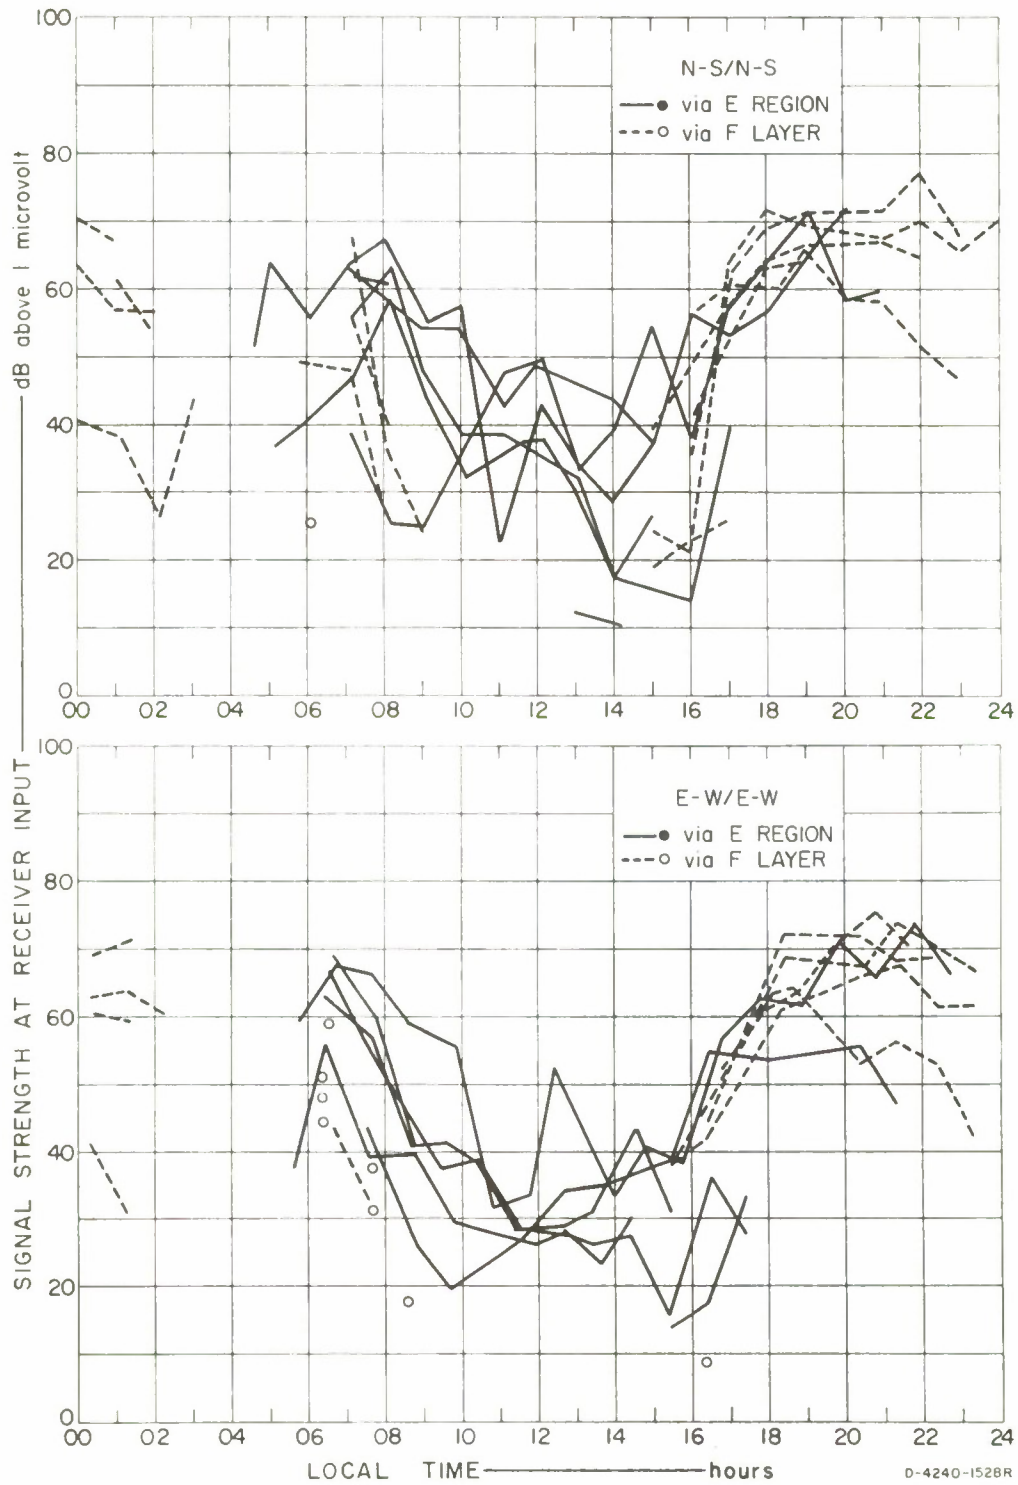 100
80
60
40
20
0
N-S/N-S
via E REGION
via F LAYER
00 02 04 06 08 10 12 14 16 18 20 22 24
SIGNAL STRENGTH AT RECEIVER INPUT dB above 1 microvolt
100
80
60
40
20
0
E-W/E-W
via E REGION
via F LAYER
00 02 04 06 08 10 12 14 16 18 20 22 24
LOCAL TIME hours
D-4240-1528R